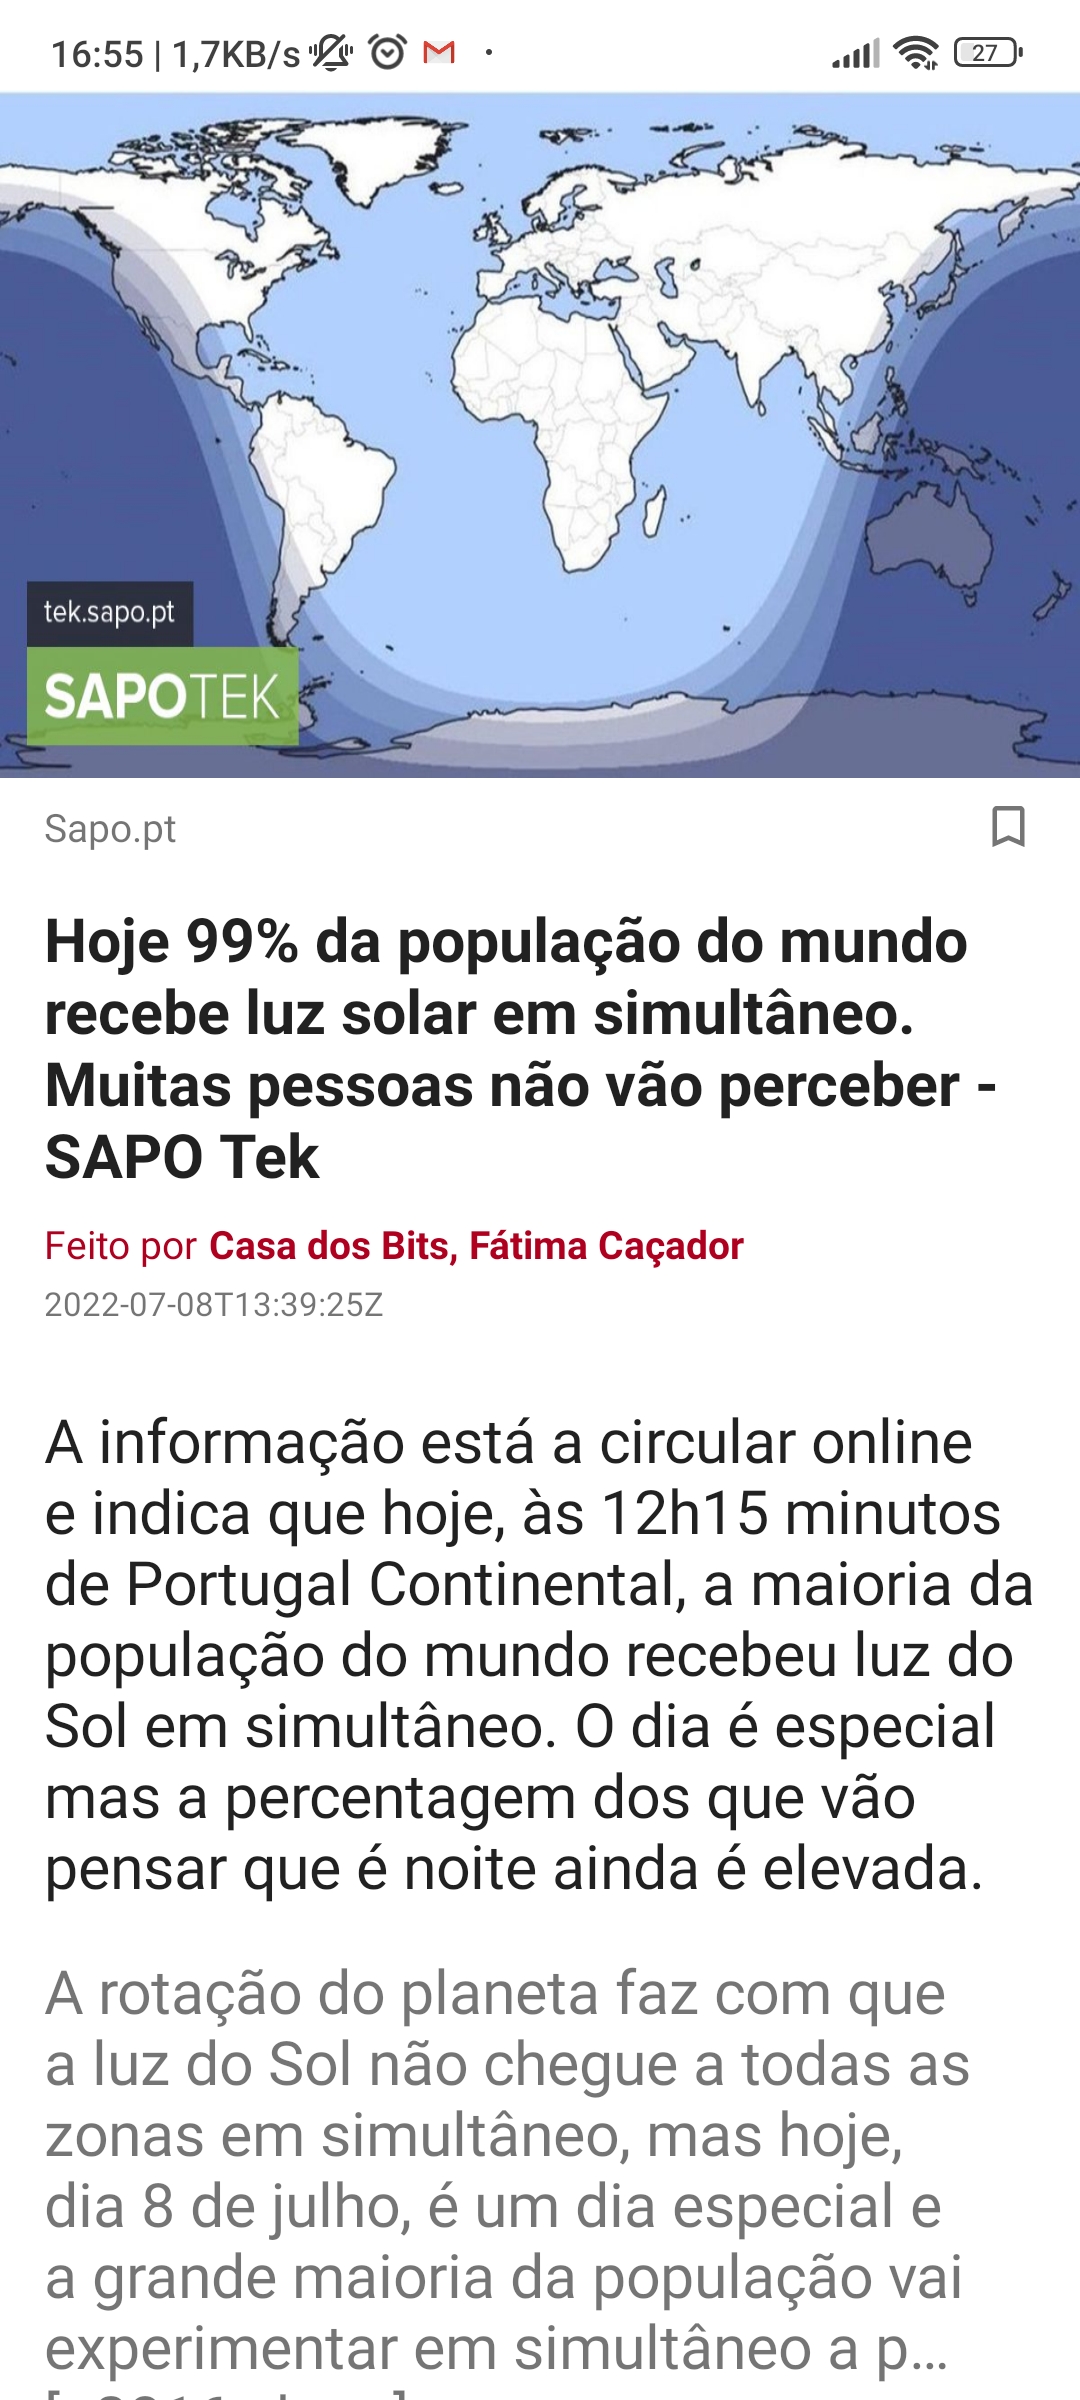 16:55 | 1,7KB/s
27
tek.sapo.pt
SAPOTEK
Sapo.pt
Hoje 99% da população do mundo
recebe luz solar em simultâneo.
Muitas pessoas não vão perceber -
SAPO Tek
Feito por Casa dos Bits, Fátima Caçador
2022-07-08T13:39:25Z
A informação está a circular online
e indica que hoje, às 12h15 minutos
de Portugal Continental, a maioria da
população do mundo recebeu luz do
Sol em simultâneo. O dia é especial
mas a percentagem dos que vão
pensar que é noite ainda é elevada.
A rotação do planeta faz com que
a luz do Sol não chegue a todas as
zonas em simultâneo, mas hoje,
dia 8 de julho, é um dia especial e
a grande maioria da população vai
experimentar em simultâneo a p…